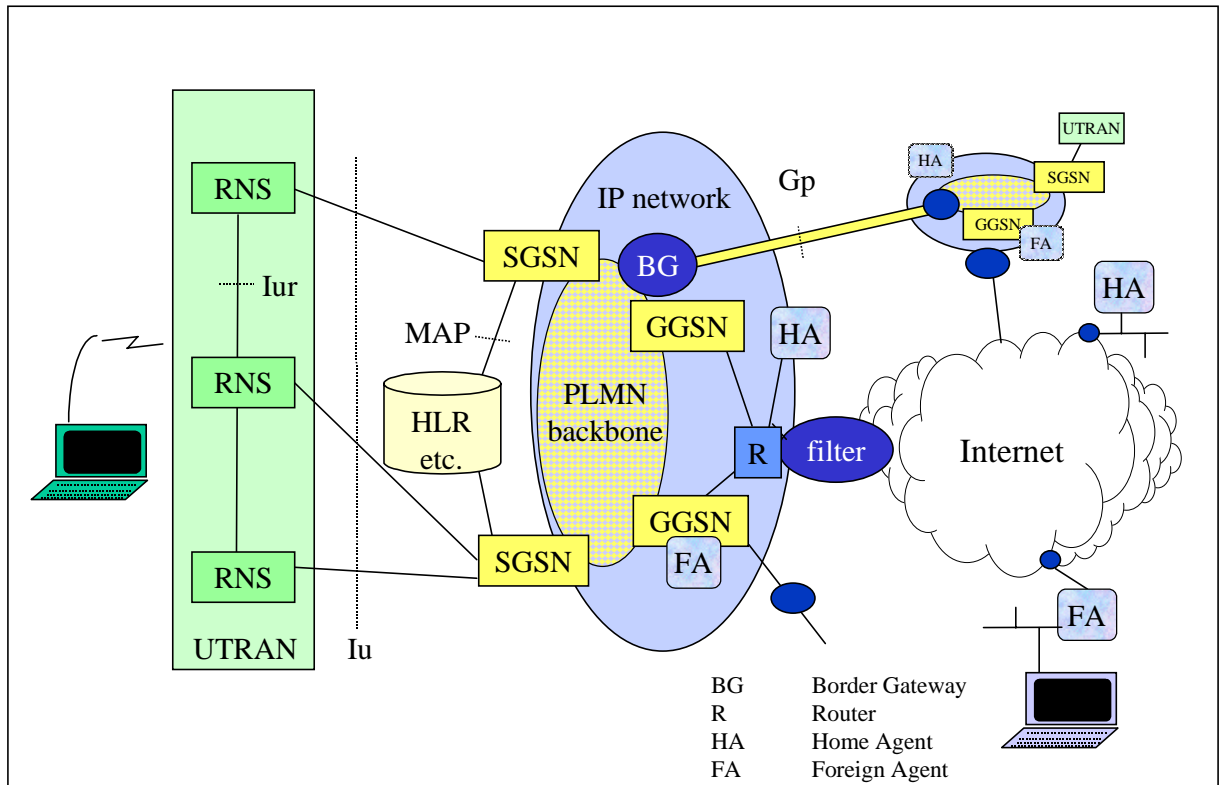 UTRAN
HA
SGSN
GGSN
FA
Gp
IP network
RNS
SGSN
BG
Iur
HA
GGSN
HA
MAP
RNS
PLMN
backbone
HLR
etc.
R
filter
Internet
GGSN
FA
SGSN
RNS
FA
UTRAN
Iu
BG Border Gateway
R Router
HA Home Agent
FA Foreign Agent